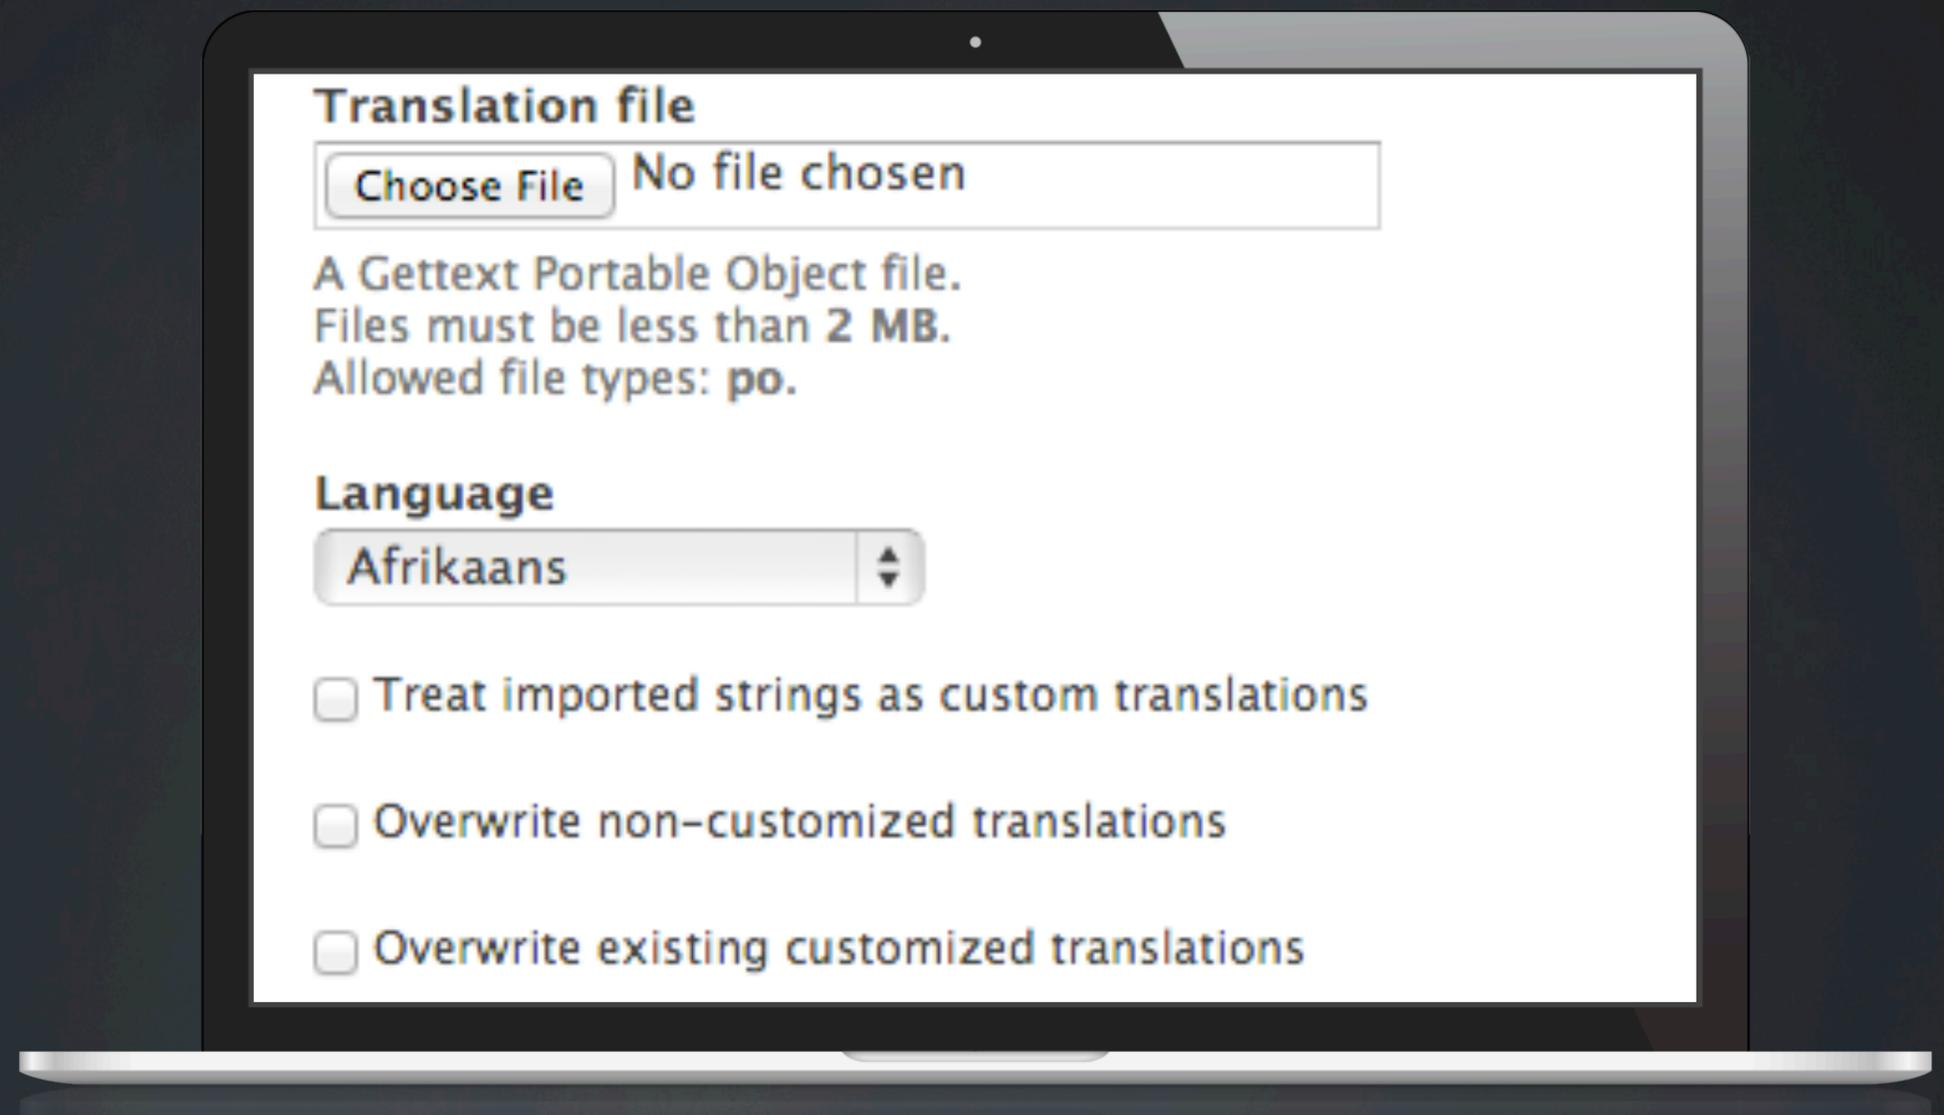 Translation file
Choose File No file chosen
A Gettext Portable Object file.
Files must be less than 2 MB.
Allowed file types: po.
Language
Afrikaans
Treat imported strings as custom translations
Overwrite non-customized translations
Overwrite existing customized translations